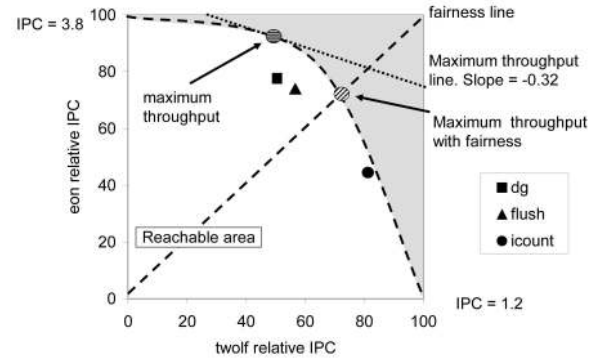 IPC = 3.8
100
80
60
40
20
0
eon relative IPC
maximum
throughput
Reachable area
fairness line
Maximum throughput
line. Slope = -0.32
Maximum throughput
with fairness
dg
flush
icount
IPC = 1.2
0
20
40
60
80
100
twolf relative IPC